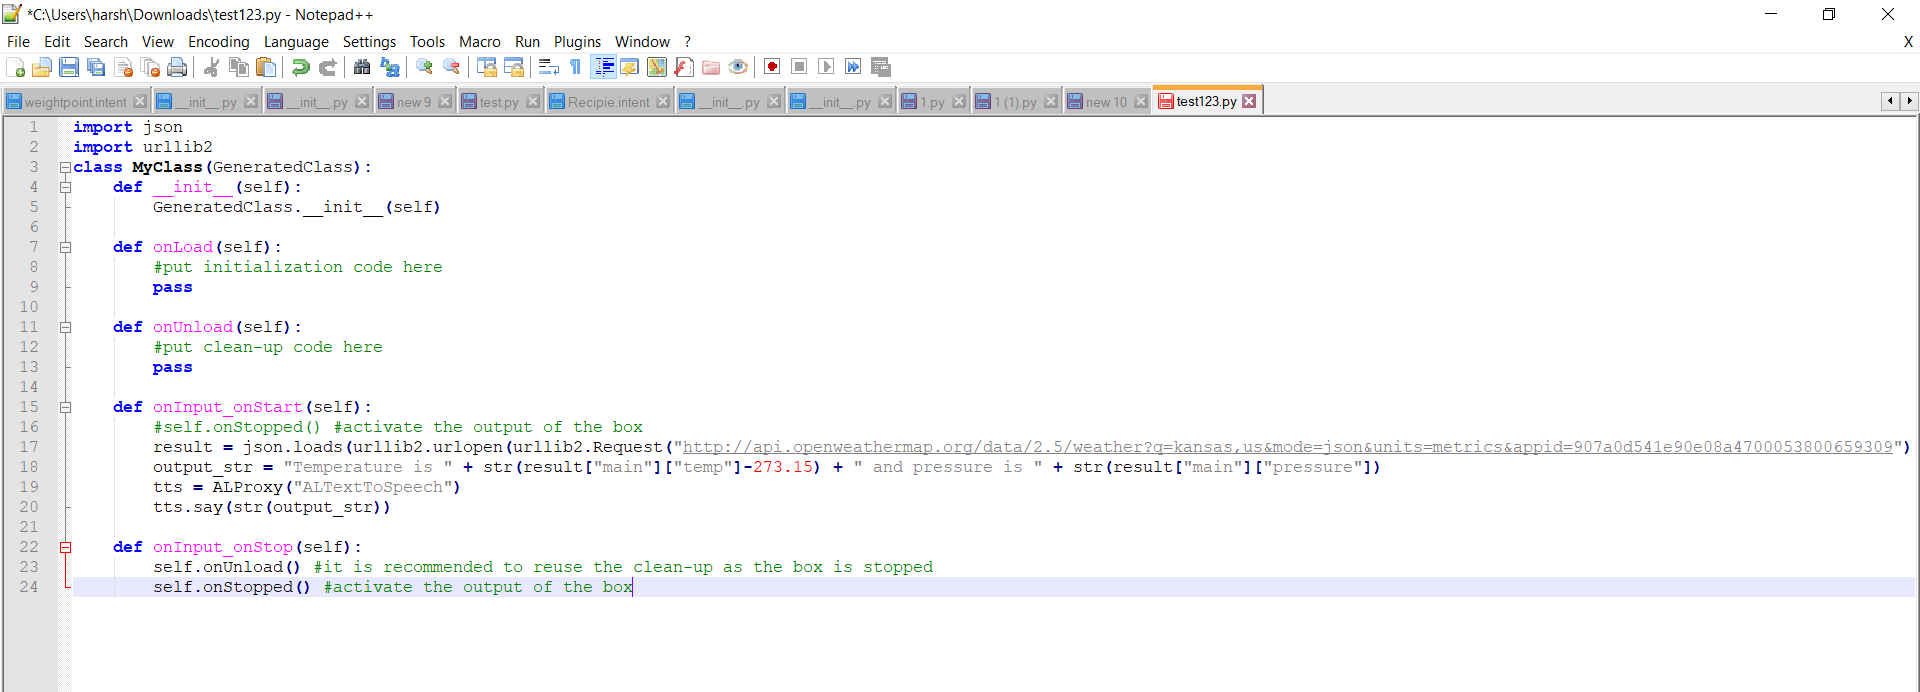 *C:\Users\harsh\Downloads\test123.py - Notepad++
File Edit Search View Encoding Language Settings Tools Macro Run Plugins Window ? X
weightpoint.intent __init__.py __init__.py new 9 test.py Recipie.intent __init__.py __init__.py 1.py 1 (1).py new 10 test123.py
1 import json
2 import urllib2
3 class MyClass(GeneratedClass):
4     def __init__(self):
5         GeneratedClass.__init__(self)
6
7     def onLoad(self):
8         #put initialization code here
9         pass
10
11     def onUnload(self):
12         #put clean-up code here
13         pass
14
15     def onInput_onStart(self):
16         #self.onStopped() #activate the output of the box
17         result = json.loads(urllib2.urlopen(urllib2.Request("http://api.openweathermap.org/data/2.5/weather?q=kansas,us&mode=json&units=metrics&appid=907a0d541e90e08a4700053800659309")
18         output_str = "Temperature is " + str(result["main"]["temp"]-273.15) + " and pressure is " + str(result["main"]["pressure"])
19         tts = ALProxy("ALTextToSpeech")
20         tts.say(str(output_str))
21
22     def onInput_onStop(self):
23         self.onUnload() #it is recommended to reuse the clean-up as the box is stopped
24         self.onStopped() #activate the output of the box